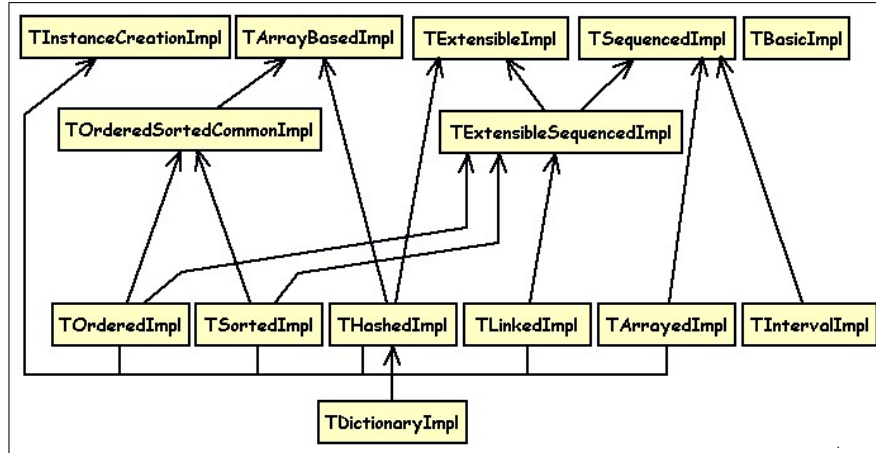 TInstanceCreationImpl TArrayBasedImpl TExtensibleImpl TSequencedImpl TBasicImpl
TOrderedSortedCommonImpl TExtensibleSequencedImpl
TOrderedImpl TSortedImpl THashedImpl TLinkedImpl TArrayedImpl TIntervalImpl
TDictionaryImpl